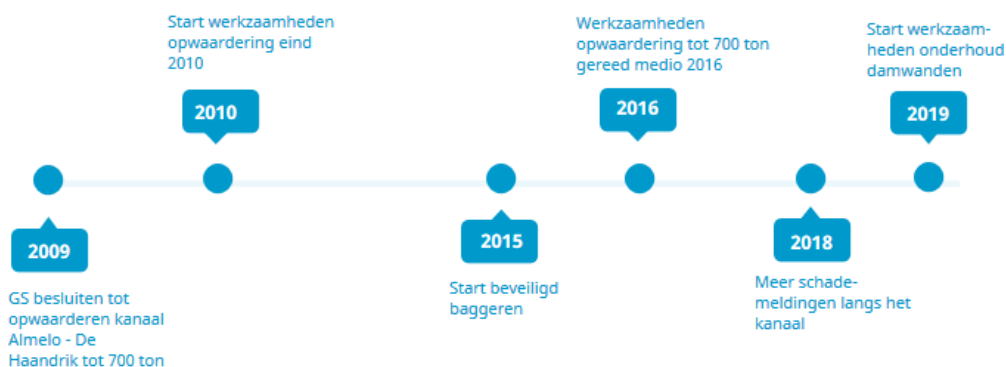 2009
GS besluiten tot
opwaarderen kanaal
Almelo - De
Haandrik tot 700 ton
Start werkzaamheden
opwaardering eind
2010
2010
2015
Start beveiligd
baggeren
Werkzaamheden
opwaardering tot 700 ton
gereed medio 2016
2016
2018
Meer schade-
meldingen langs het
kanaal
Start werkzaam-
heden onderhoud
damwanden
2019